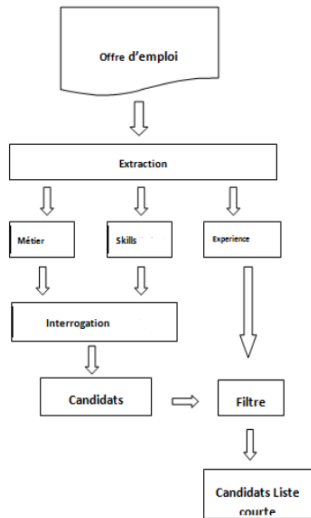 Offre d'emploi
Extraction
Métier
Skills
Experience
Interrogation
Candidats
Filtre
Candidats Liste
courte